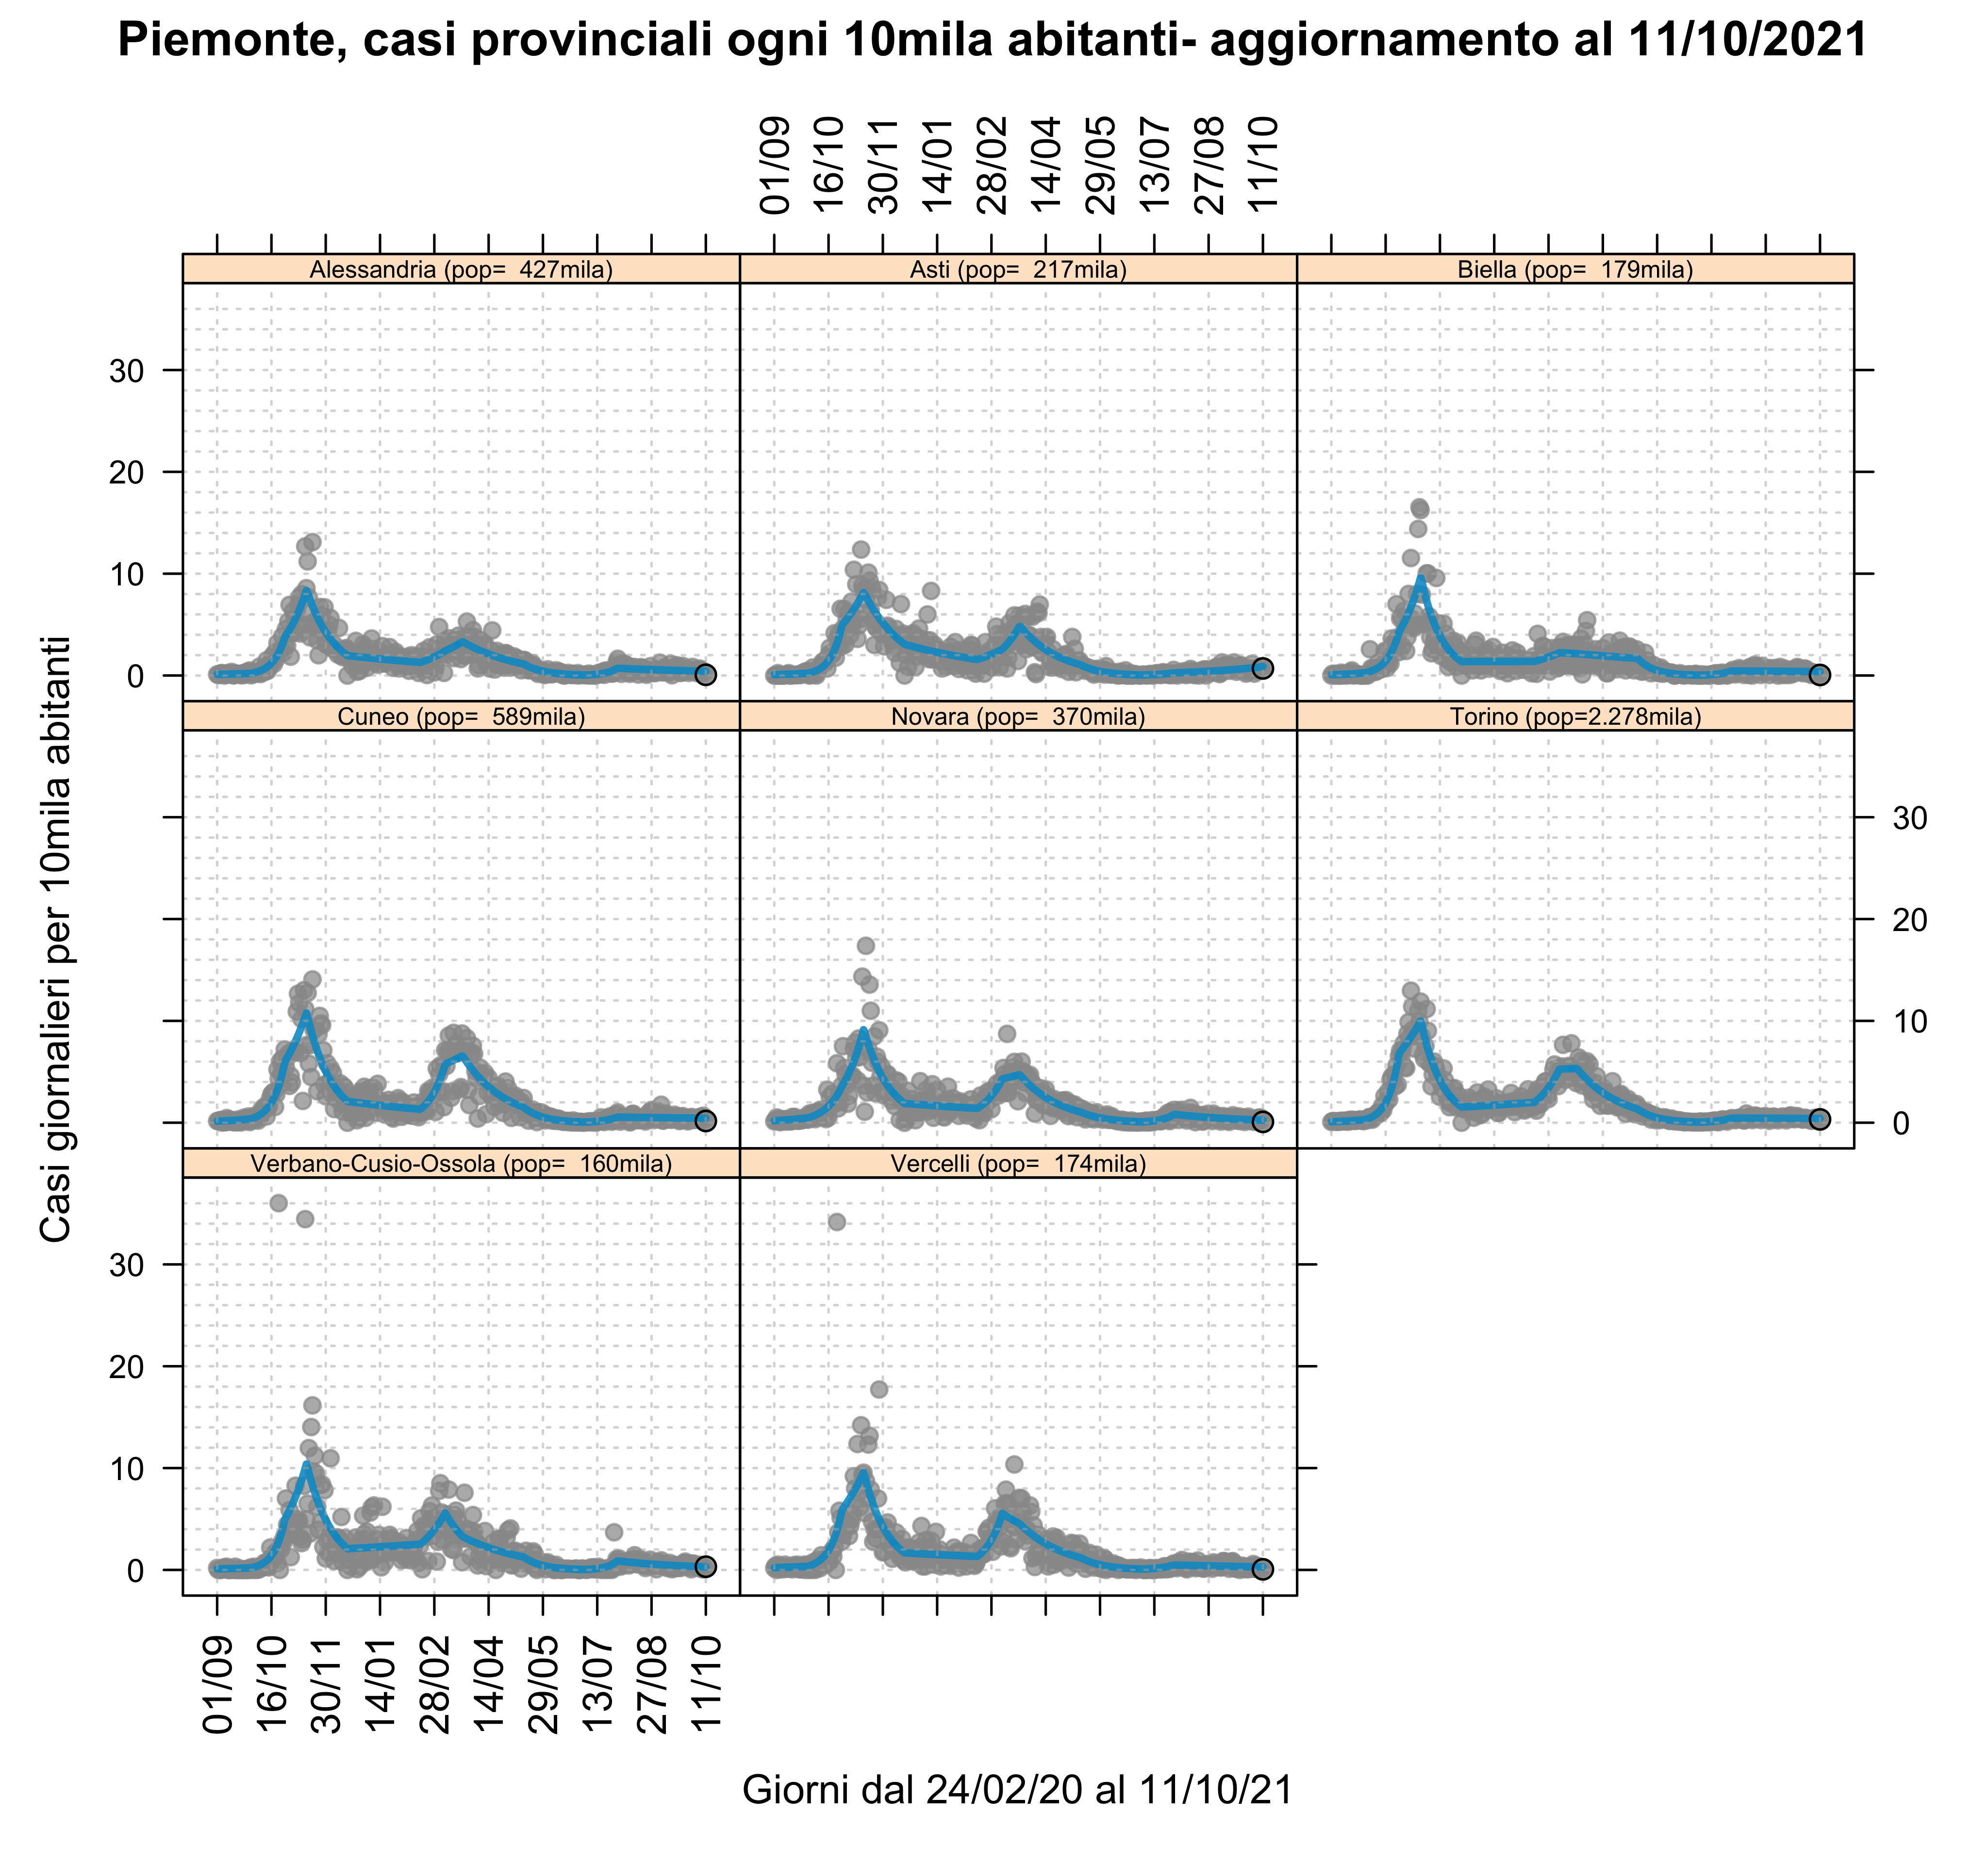 Piemonte, casi provinciali ogni 10mila abitanti- aggiornamento al 11/10/2021
01/09 16/10 30/11 14/01 28/02 14/04 29/05 13/07 27/08 11/10
Alessandria (pop= 427mila) Asti (pop= 217mila) Biella (pop= 179mila)
30
20
10
0
Cuneo (pop= 589mila) Novara (pop= 370mila) Torino (pop=2.278mila)
30
20
10
0
Casi giornalieri per 10mila abitanti
Verbano-Cusio-Ossola (pop= 160mila) Vercelli (pop= 174mila)
30
20
10
0
01/09 16/10 30/11 14/01 28/02 14/04 29/05 13/07 27/08 11/10
Giorni dal 24/02/20 al 11/10/21